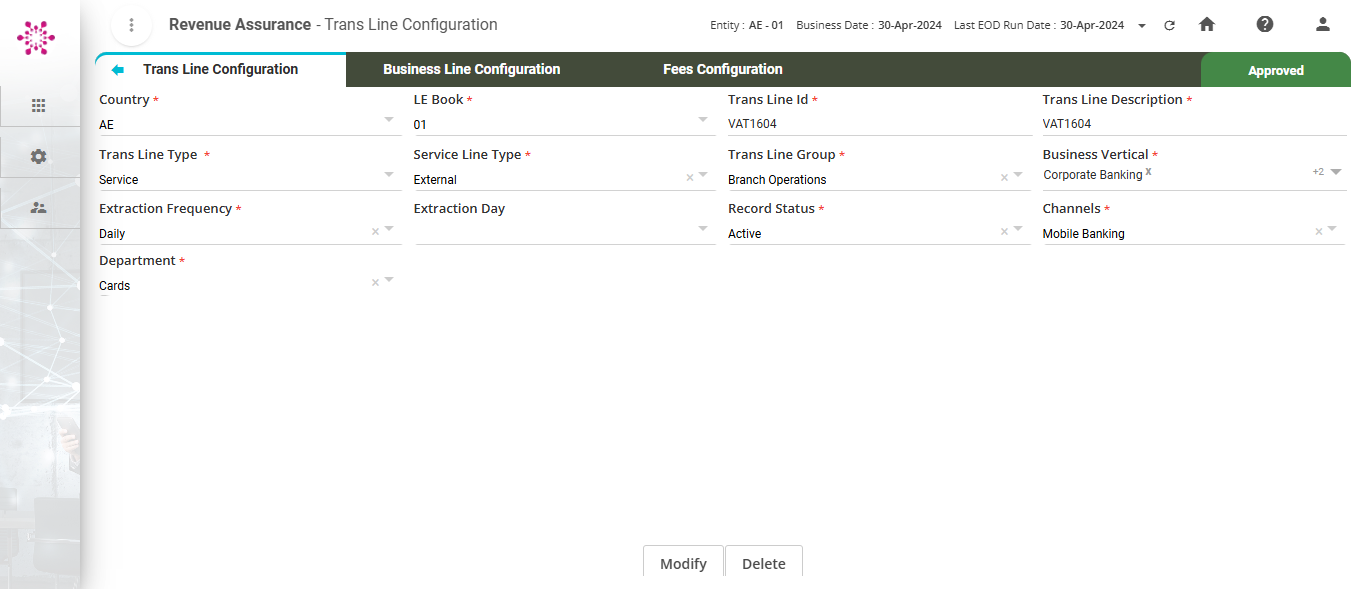 Revenue Assurance - Trans Line Configuration
Entity : AE - 01 Business Date : 30-Apr-2024 Last EOD Run Date : 30-Apr-2024
Trans Line Configuration Business Line Configuration Fees Configuration Approved
Country * LE Book * Trans Line Id * Trans Line Description *
AE 01 VAT1604 VAT1604
Trans Line Type * Service Line Type * Trans Line Group * Business Vertical *
Service External × Branch Operations × Corporate Banking x +2
Extraction Frequency * Extraction Day Record Status * Channels *
Daily × Active × Mobile Banking ×
Department *
Cards ×
Modify Delete